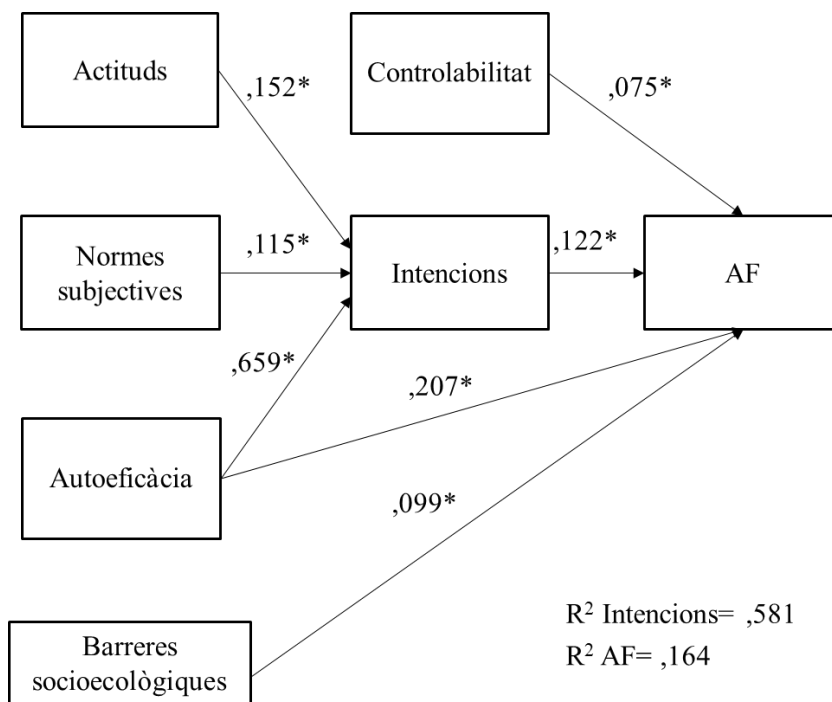 Actituds
Controlabilitat
,152*
,075*
Normes
subjectives
,115*
Intencions
,122*
AF
,659*
,207*
Autoeficàcia
,099*
Barreres
socioecològiques
R² Intencions= ,581
R² AF= ,164